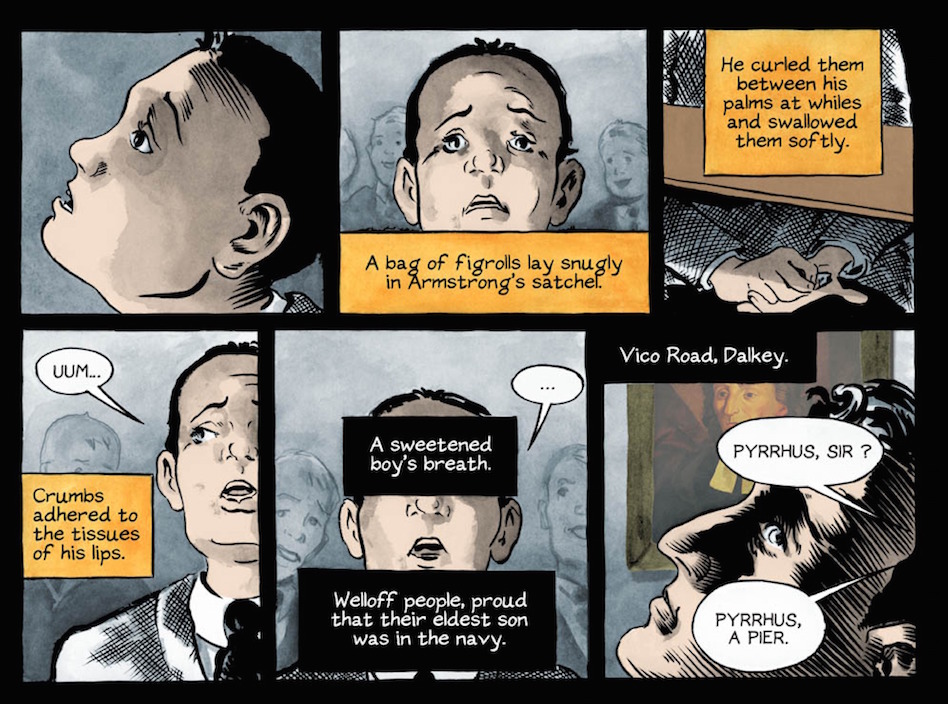 He curled them
between his
palms at whiles
and swallowed
them softly.
A bag of figrolls lay snugly
in Armstrong's satchel.
UUM...
Crumbs
adhered to
the tissues
of his lips.
...
A sweetened
boy's breath.
Welloff people, proud
that their eldest son
was in the navy.
Vico Road, Dalkey.
PYRRHUS, SIR ?
PYRRHUS,
A PIER.